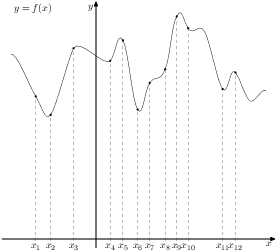 y = f(x)
y
x₁ x₂ x₃ x₄ x₅ x₆ x₇ x₈ x₉ x₁₀ x₁₁ x₁₂
x